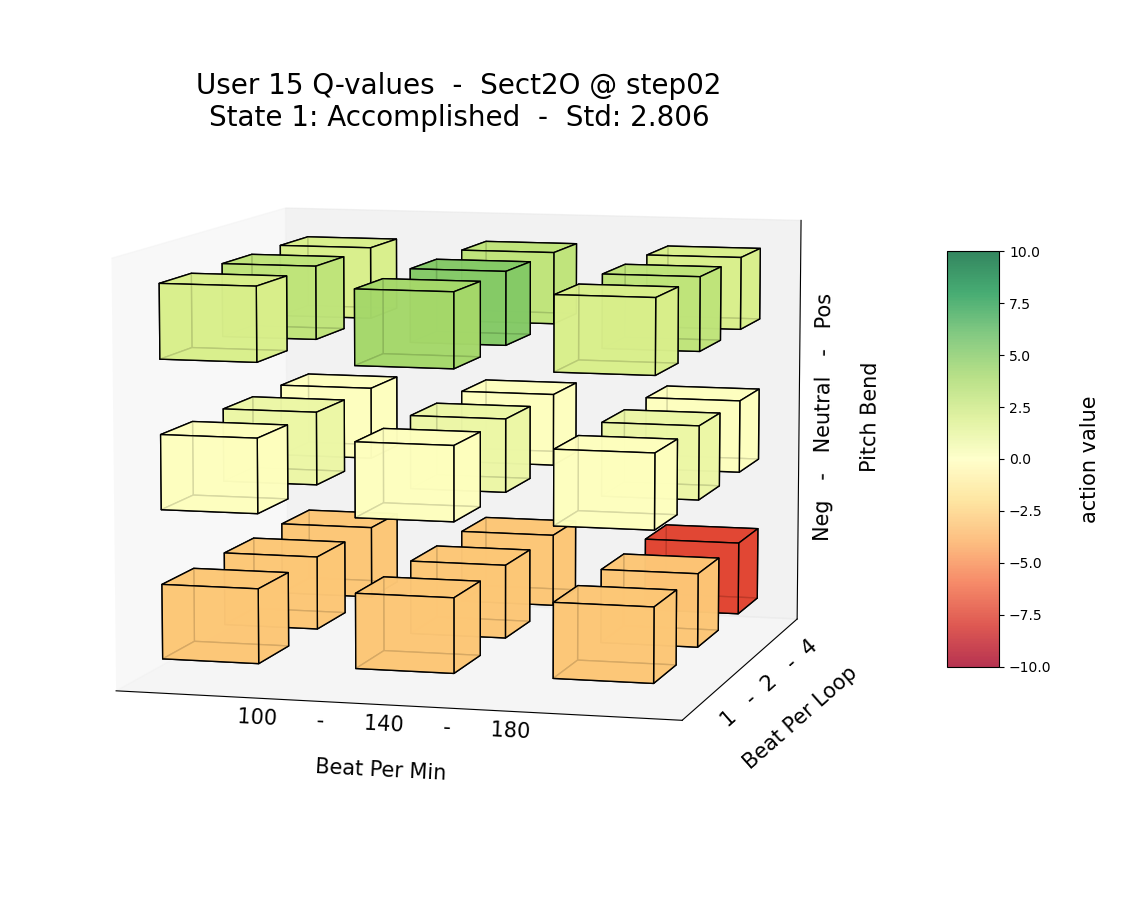 User 15 Q-values  -  Sect2O @ step02
State 1: Accomplished  -  Std: 2.806
Neg   -   Neutral   -   Pos
Pitch Bend
1  -  2  -  4
Beat Per Loop
100      -      140      -      180
Beat Per Min
10.0
7.5
5.0
2.5
0.0
−2.5
−5.0
−7.5
−10.0
action value